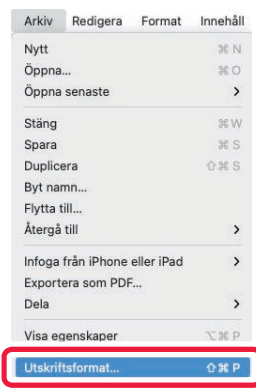 Arkiv Redigera Format Innehåll
Nytt ⌘ N
Öppna... ⌘ O
Öppna senaste >
Stäng ⌘ W
Spara ⌘ S
Duplicera ⇧ ⌘ S
Byt namn...
Flytta till...
Återgå till >
Infoga från iPhone eller iPad >
Exportera som PDF...
Dela >
Visa egenskaper ⌥ ⌘ P
Utskriftsformat... ⇧ ⌘ P